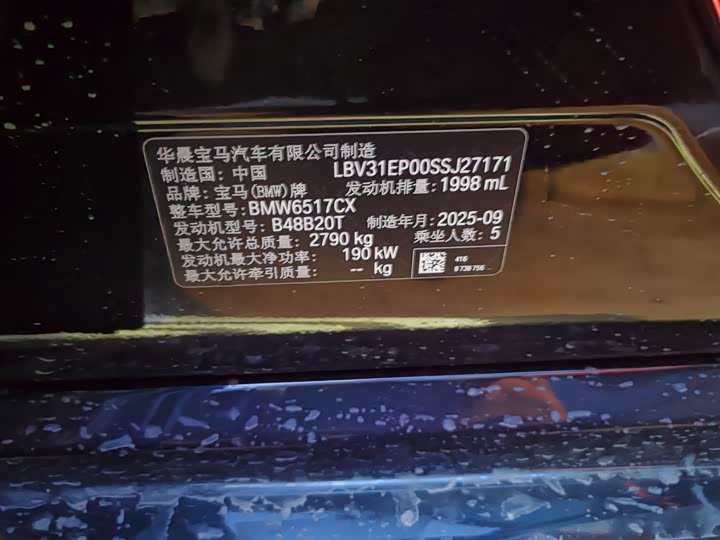 华晨宝马汽车有限公司制造
制造国：中国 LBV31EP00SSJ27171
品牌：宝马(BMW)牌 发动机排量：1998 mL
整车型号：BMW6517CX
发动机型号：B48B20T 制造年月：2025-09
最大允许总质量： 2790 kg 乘坐人数：5
发动机最大净功率： 190 kW
最大允许牵引质量： -- kg
416
8738756